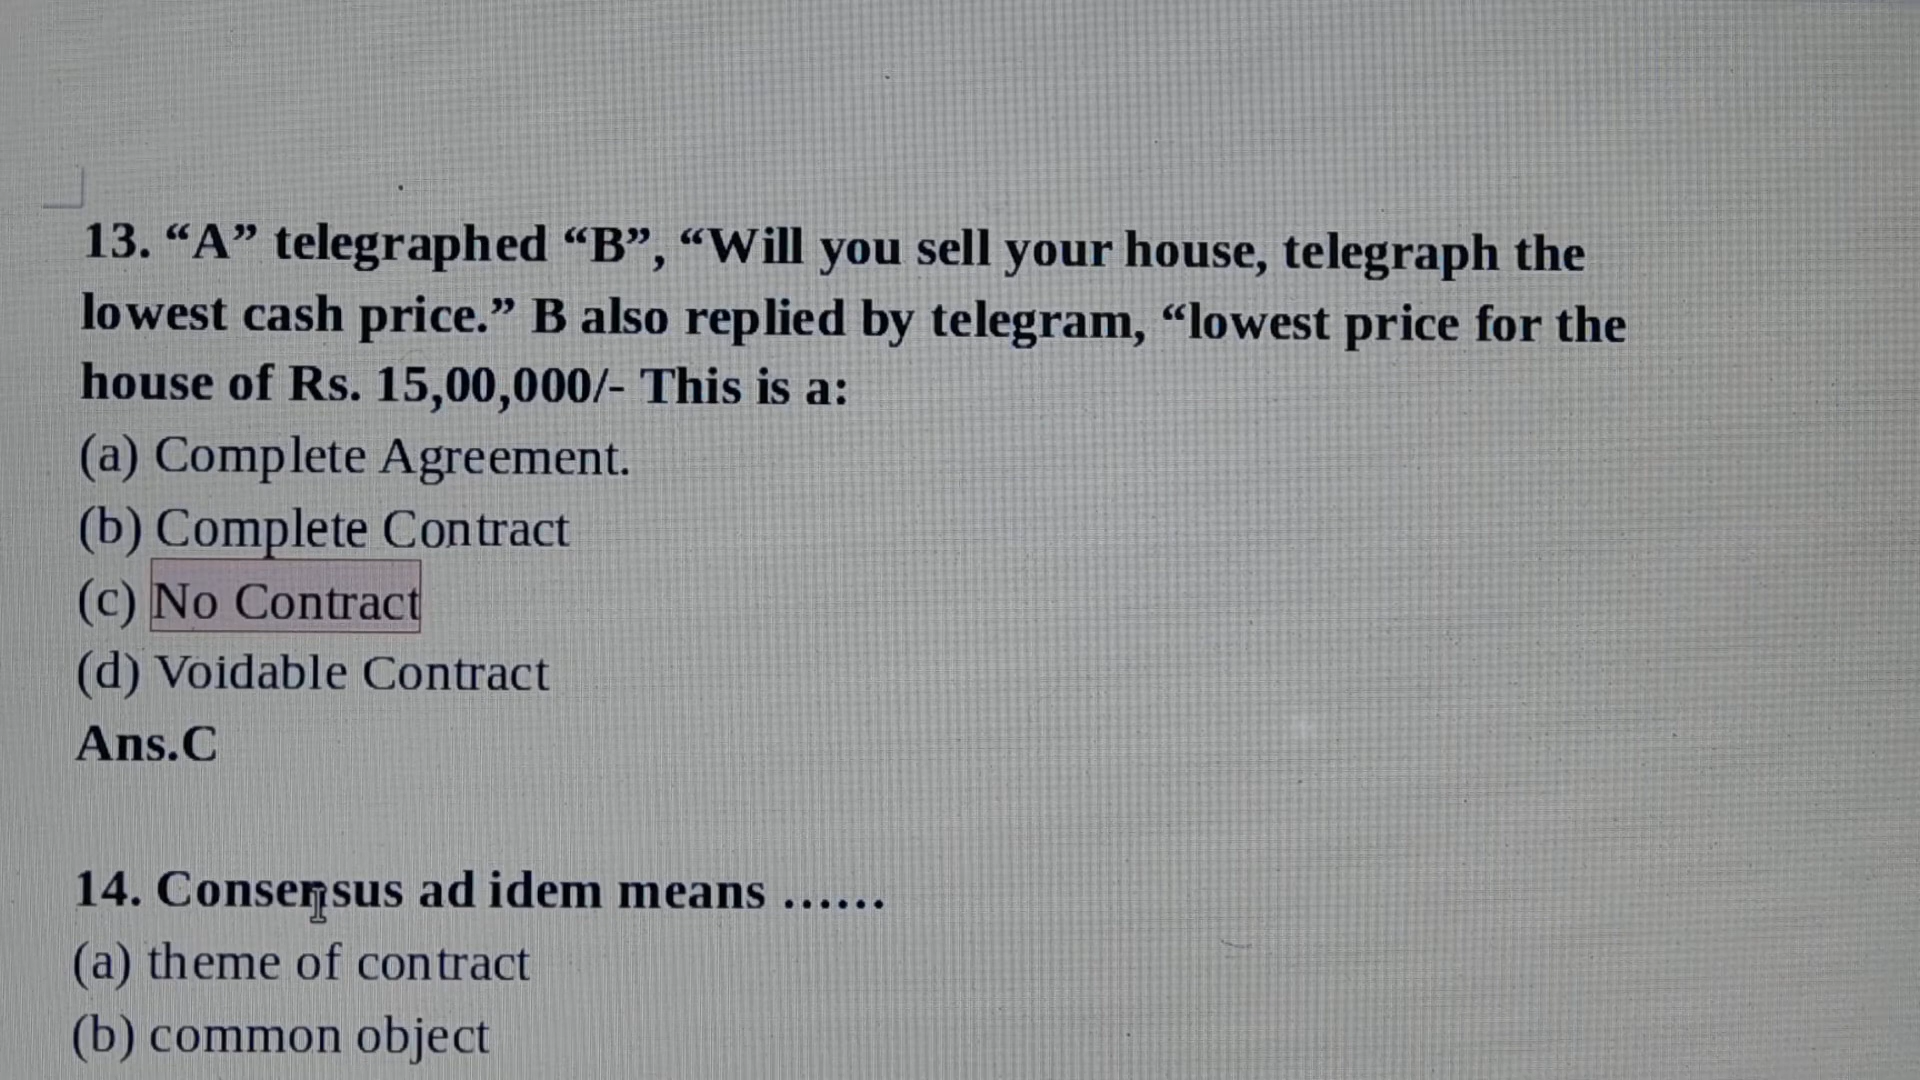 13. “A” telegraphed “B”, “Will you sell your house, telegraph the
lowest cash price.” B also replied by telegram, “lowest price for the
house of Rs. 15,00,000/- This is a:
(a) Complete Agreement.
(b) Complete Contract
(c) No Contract
(d) Voidable Contract
Ans.C
14. Consensus ad idem means ......
(a) theme of contract
(b) common object